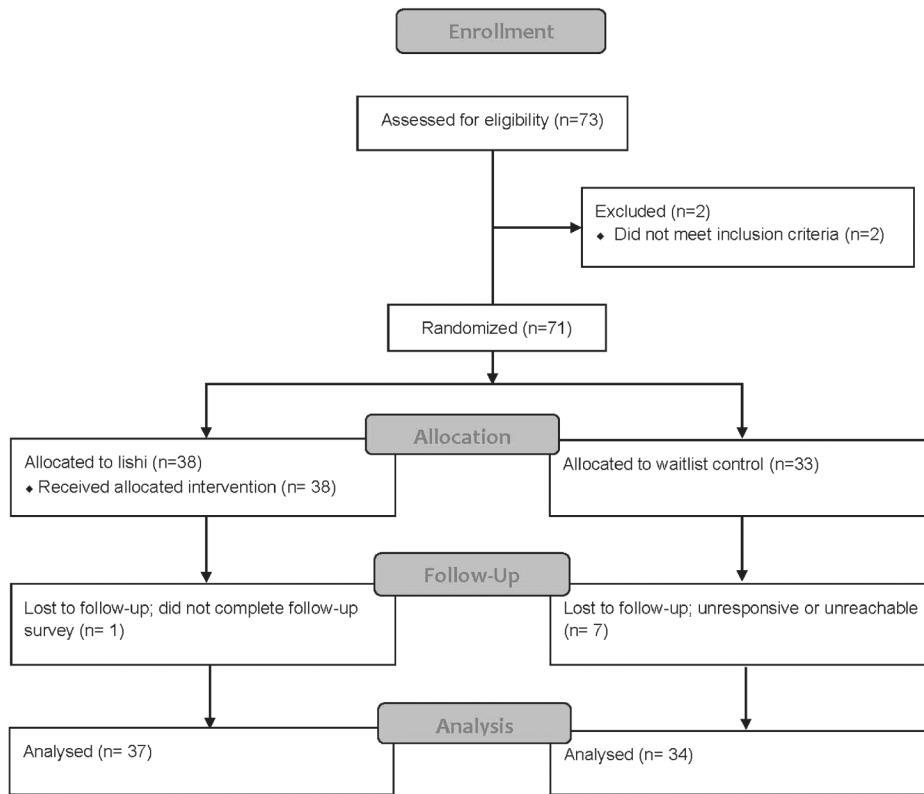 Enrollment
Assessed for eligibility (n=73)
Excluded (n=2)
♦ Did not meet inclusion criteria (n=2)
Randomized (n=71)
Allocation
Allocated to lishi (n=38)
♦ Received allocated intervention (n= 38)
Allocated to waitlist control (n=33)
Follow-Up
Lost to follow-up; did not complete follow-up
survey (n= 1)
Lost to follow-up; unresponsive or unreachable
(n= 7)
Analysis
Analysed (n= 37)
Analysed (n= 34)